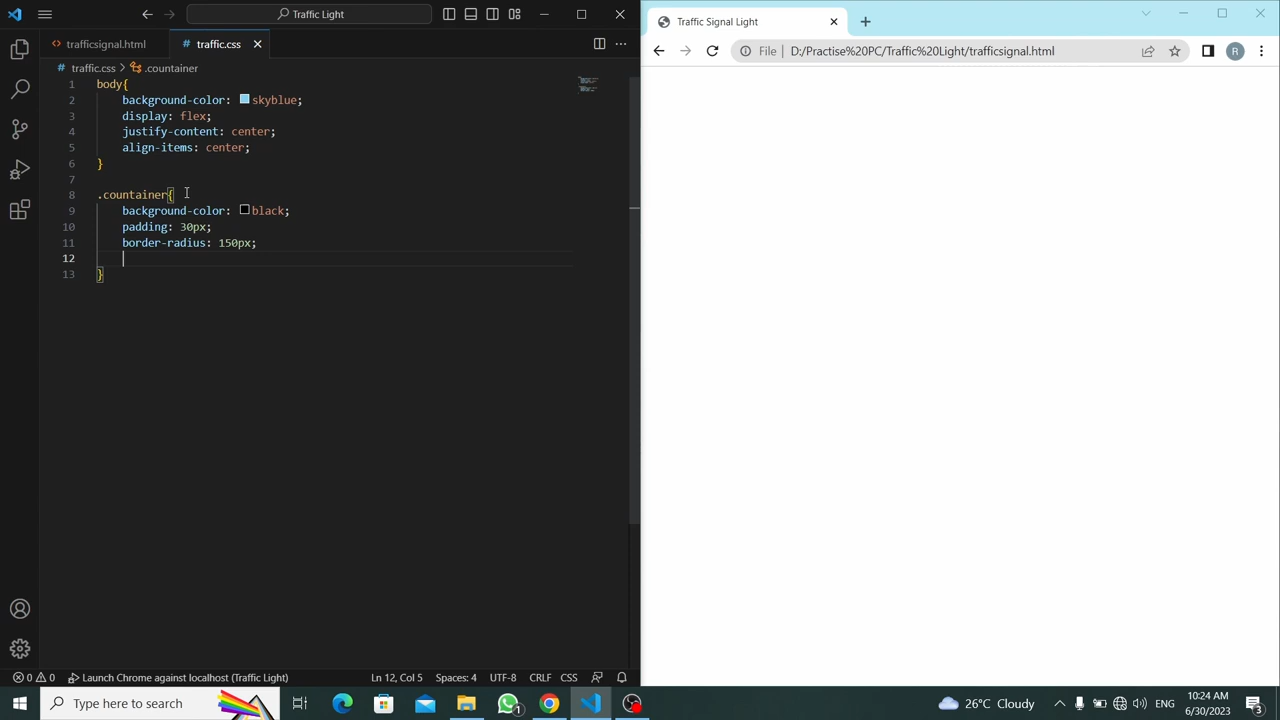 Traffic Light
trafficsignal.html
traffic.css
traffic.css > .countainer
1 body{
2 background-color: skyblue;
3 display: flex;
4 justify-content: center;
5 align-items: center;
6 }
7
8 .countainer{
9 background-color: black;
10 padding: 30px;
11 border-radius: 150px;
12
13 }
0 0 Launch Chrome against localhost (Traffic Light) Ln 12, Col 5 Spaces: 4 UTF-8 CRLF CSS
Traffic Signal Light
File | D:/Practise%20PC/Traffic%20Light/trafficsignal.html
R
Type here to search
1
26°C Cloudy
ENG
10:24 AM
6/30/2023
3